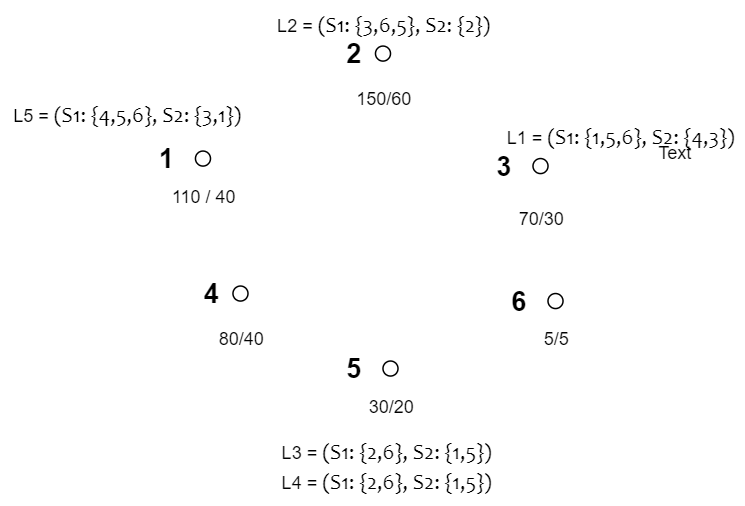 L2 = (S1: {3,6,5}, S2: {2})
2
150/60
L5 = (S1: {4,5,6}, S2: {3,1})
L1 = (S1: {1,5,6}, S2: {4,3})
Text
1
3
110 / 40
70/30
4
6
80/40
5/5
5
30/20
L3 = (S1: {2,6}, S2: {1,5})
L4 = (S1: {2,6}, S2: {1,5})